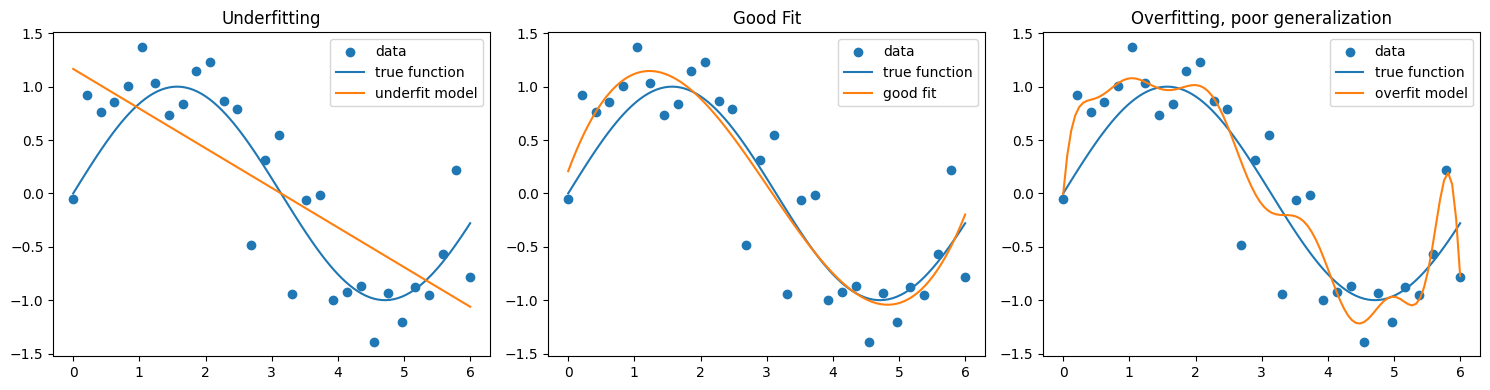 Underfitting
data
true function
underfit model
1.5
1.0
0.5
0.0
−0.5
−1.0
−1.5
0 1 2 3 4 5 6
Good Fit
data
true function
good fit
1.5
1.0
0.5
0.0
−0.5
−1.0
−1.5
0 1 2 3 4 5 6
Overfitting, poor generalization
data
true function
overfit model
1.5
1.0
0.5
0.0
−0.5
−1.0
−1.5
0 1 2 3 4 5 6